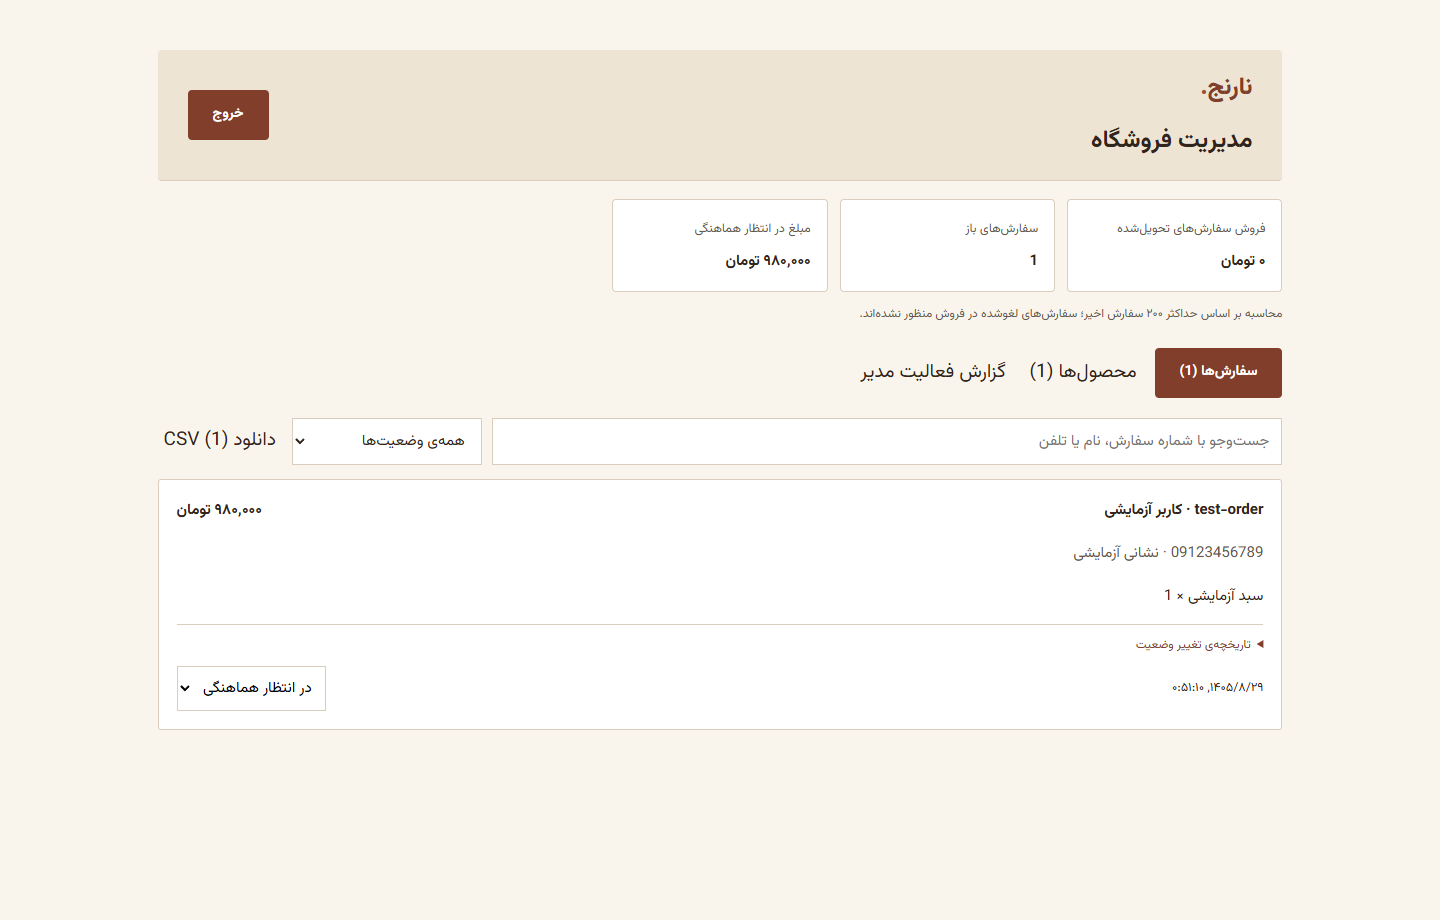 نارنج.
مدیریت فروشگاه
خروج
فروش سفارش‌های تحویل‌شده
۰ تومان
سفارش‌های باز
1
مبلغ در انتظار هماهنگی
۹۸۰,۰۰۰ تومان
محاسبه بر اساس حداکثر ۲۰۰ سفارش اخیر؛ سفارش‌های لغوشده در فروش منظور نشده‌اند.
سفارش‌ها (1)
محصول‌ها (1)
گزارش فعالیت مدیر
جست‌وجو با شماره سفارش، نام یا تلفن
همه‌ی وضعیت‌ها
دانلود CSV (1)
test-order · کاربر آزمایشی
۹۸۰,۰۰۰ تومان
09123456789 · نشانی آزمایشی
سبد آزمایشی × 1
تاریخچه‌ی تغییر وضعیت
۱۴۰۵/۸/۲۹, ۰:۵۱:۱۰
در انتظار هماهنگی